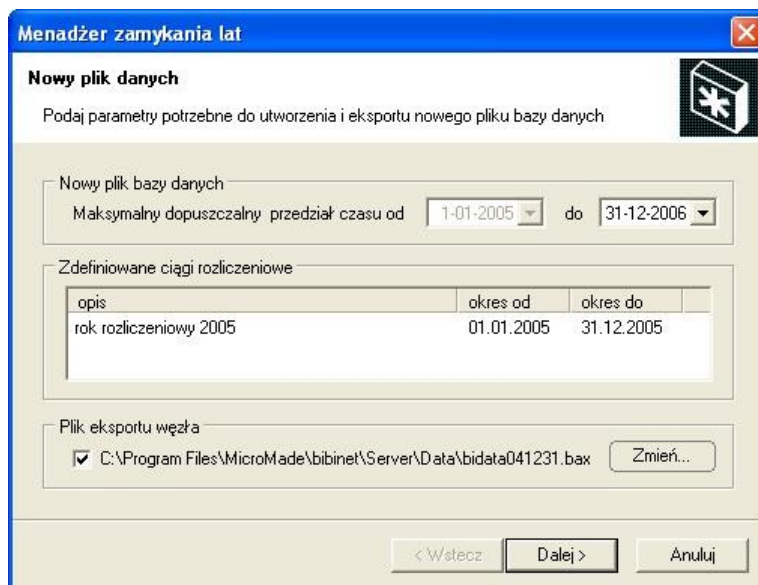 Menadżer zamykania lat
Nowy plik danych
Podaj parametry potrzebne do utworzenia i eksportu nowego pliku bazy danych
Nowy plik bazy danych
Maksymalny dopuszczalny przedział czasu od 1-01-2005 do 31-12-2006
Zdefiniowane ciągi rozliczeniowe
opis okres od okres do
rok rozliczeniowy 2005 01.01.2005 31.12.2005
Plik eksportu węzła
C:\Program Files\MicroMade\bibinet\Server\Data\bidata041231.bax Zmień...
< Wstecz Dalej > Anuluj